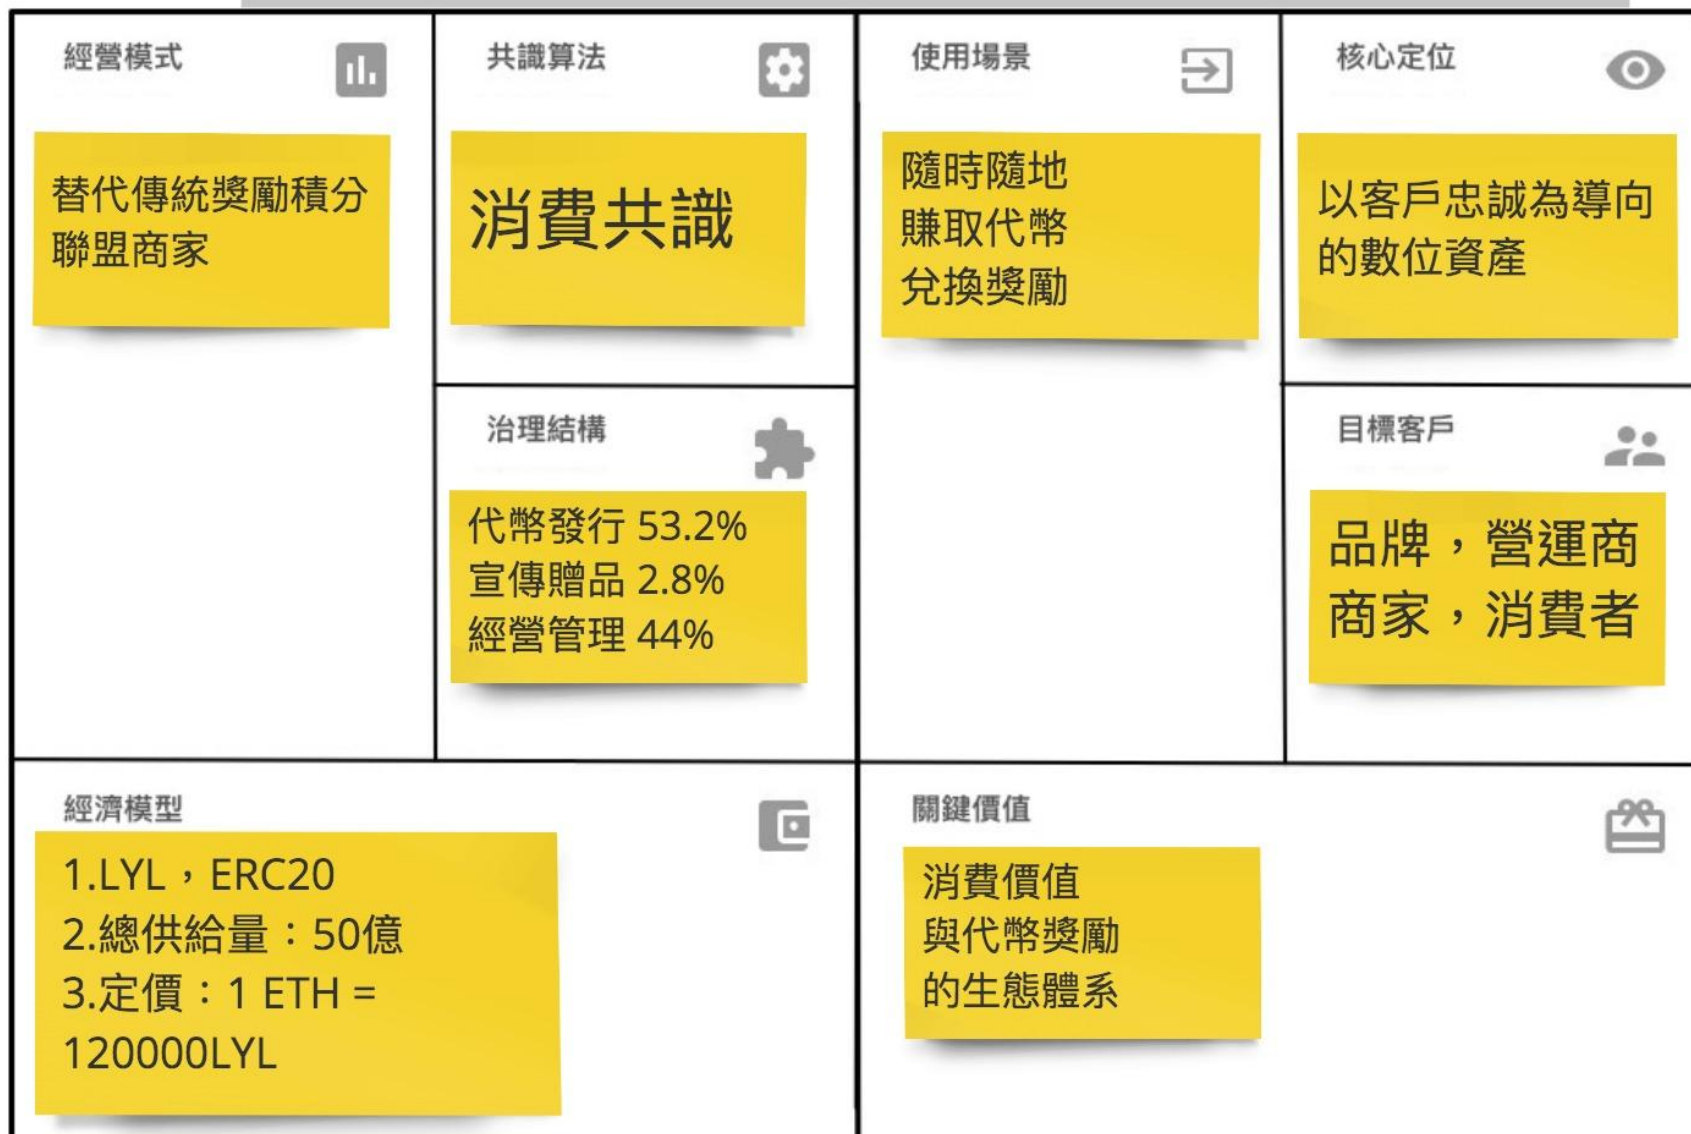 經營模式
替代傳統獎勵積分
聯盟商家
共識算法
消費共識
治理結構
代幣發行 53.2%
宣傳贈品 2.8%
經營管理 44%
使用場景
隨時隨地
賺取代幣
兌換獎勵
核心定位
以客戶忠誠為導向
的數位資產
目標客戶
品牌，營運商
商家，消費者
經濟模型
1.LYL，ERC20
2.總供給量：50億
3.定價：1 ETH =
120000LYL
關鍵價值
消費價值
與代幣獎勵
的生態體系